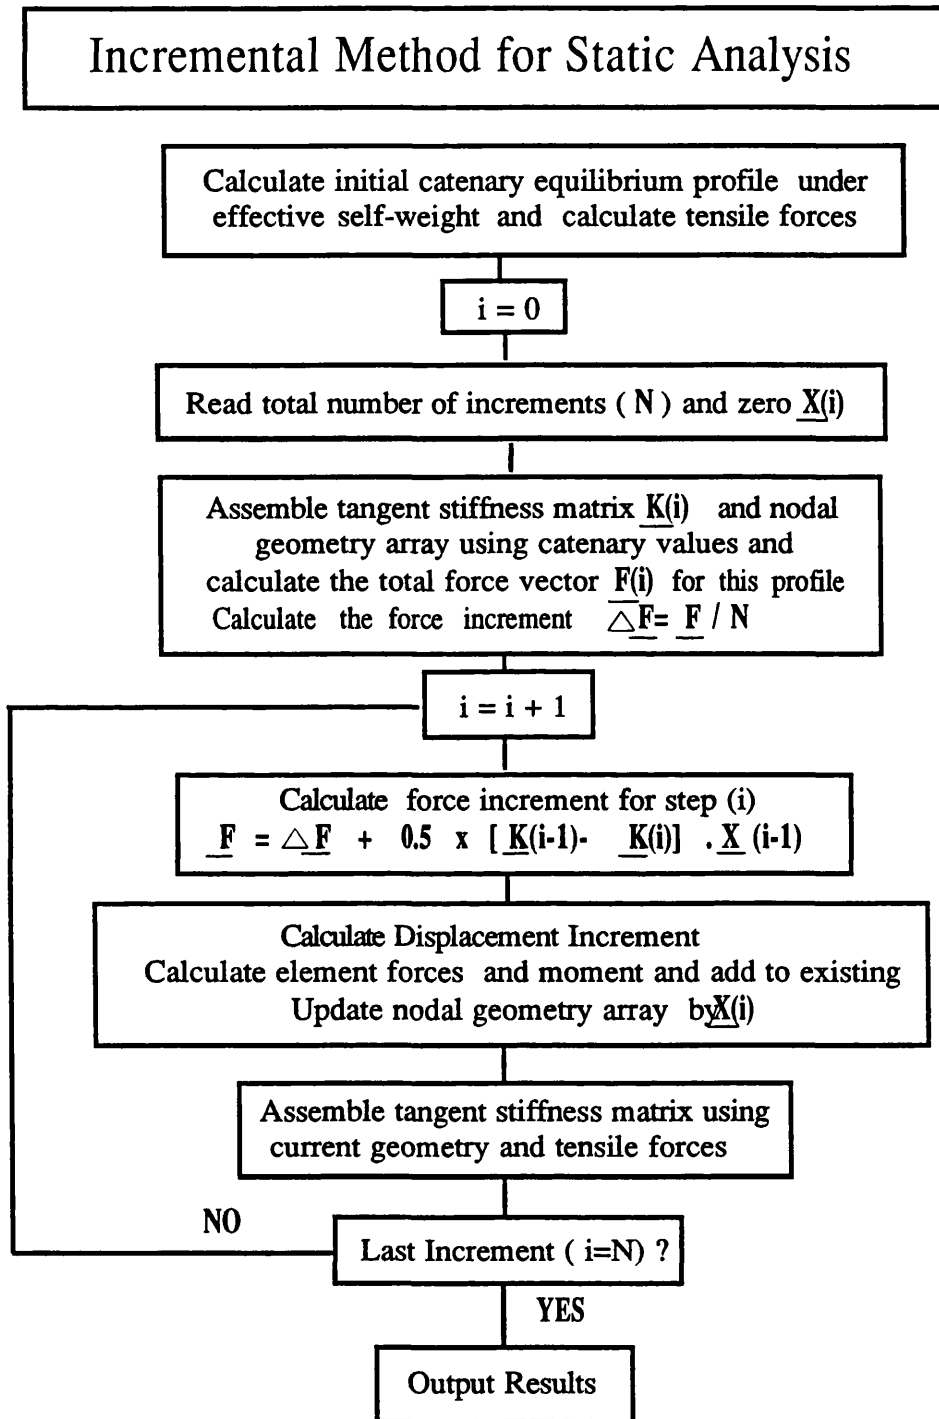 Incremental Method for Static Analysis
Calculate initial catenary equilibrium profile under
effective self-weight and calculate tensile forces
i = 0
Read total number of increments ( N ) and zero X(i)
Assemble tangent stiffness matrix K(i) and nodal
geometry array using catenary values and
calculate the total force vector F(i) for this profile
Calculate the force increment △F= F / N
i = i + 1
Calculate force increment for step (i)
F = △F + 0.5 x [ K(i-1)- K(i)] . X (i-1)
Calculate Displacement Increment
Calculate element forces and moment and add to existing
Update nodal geometry array by X(i)
Assemble tangent stiffness matrix using
current geometry and tensile forces
NO
Last Increment ( i=N) ?
YES
Output Results